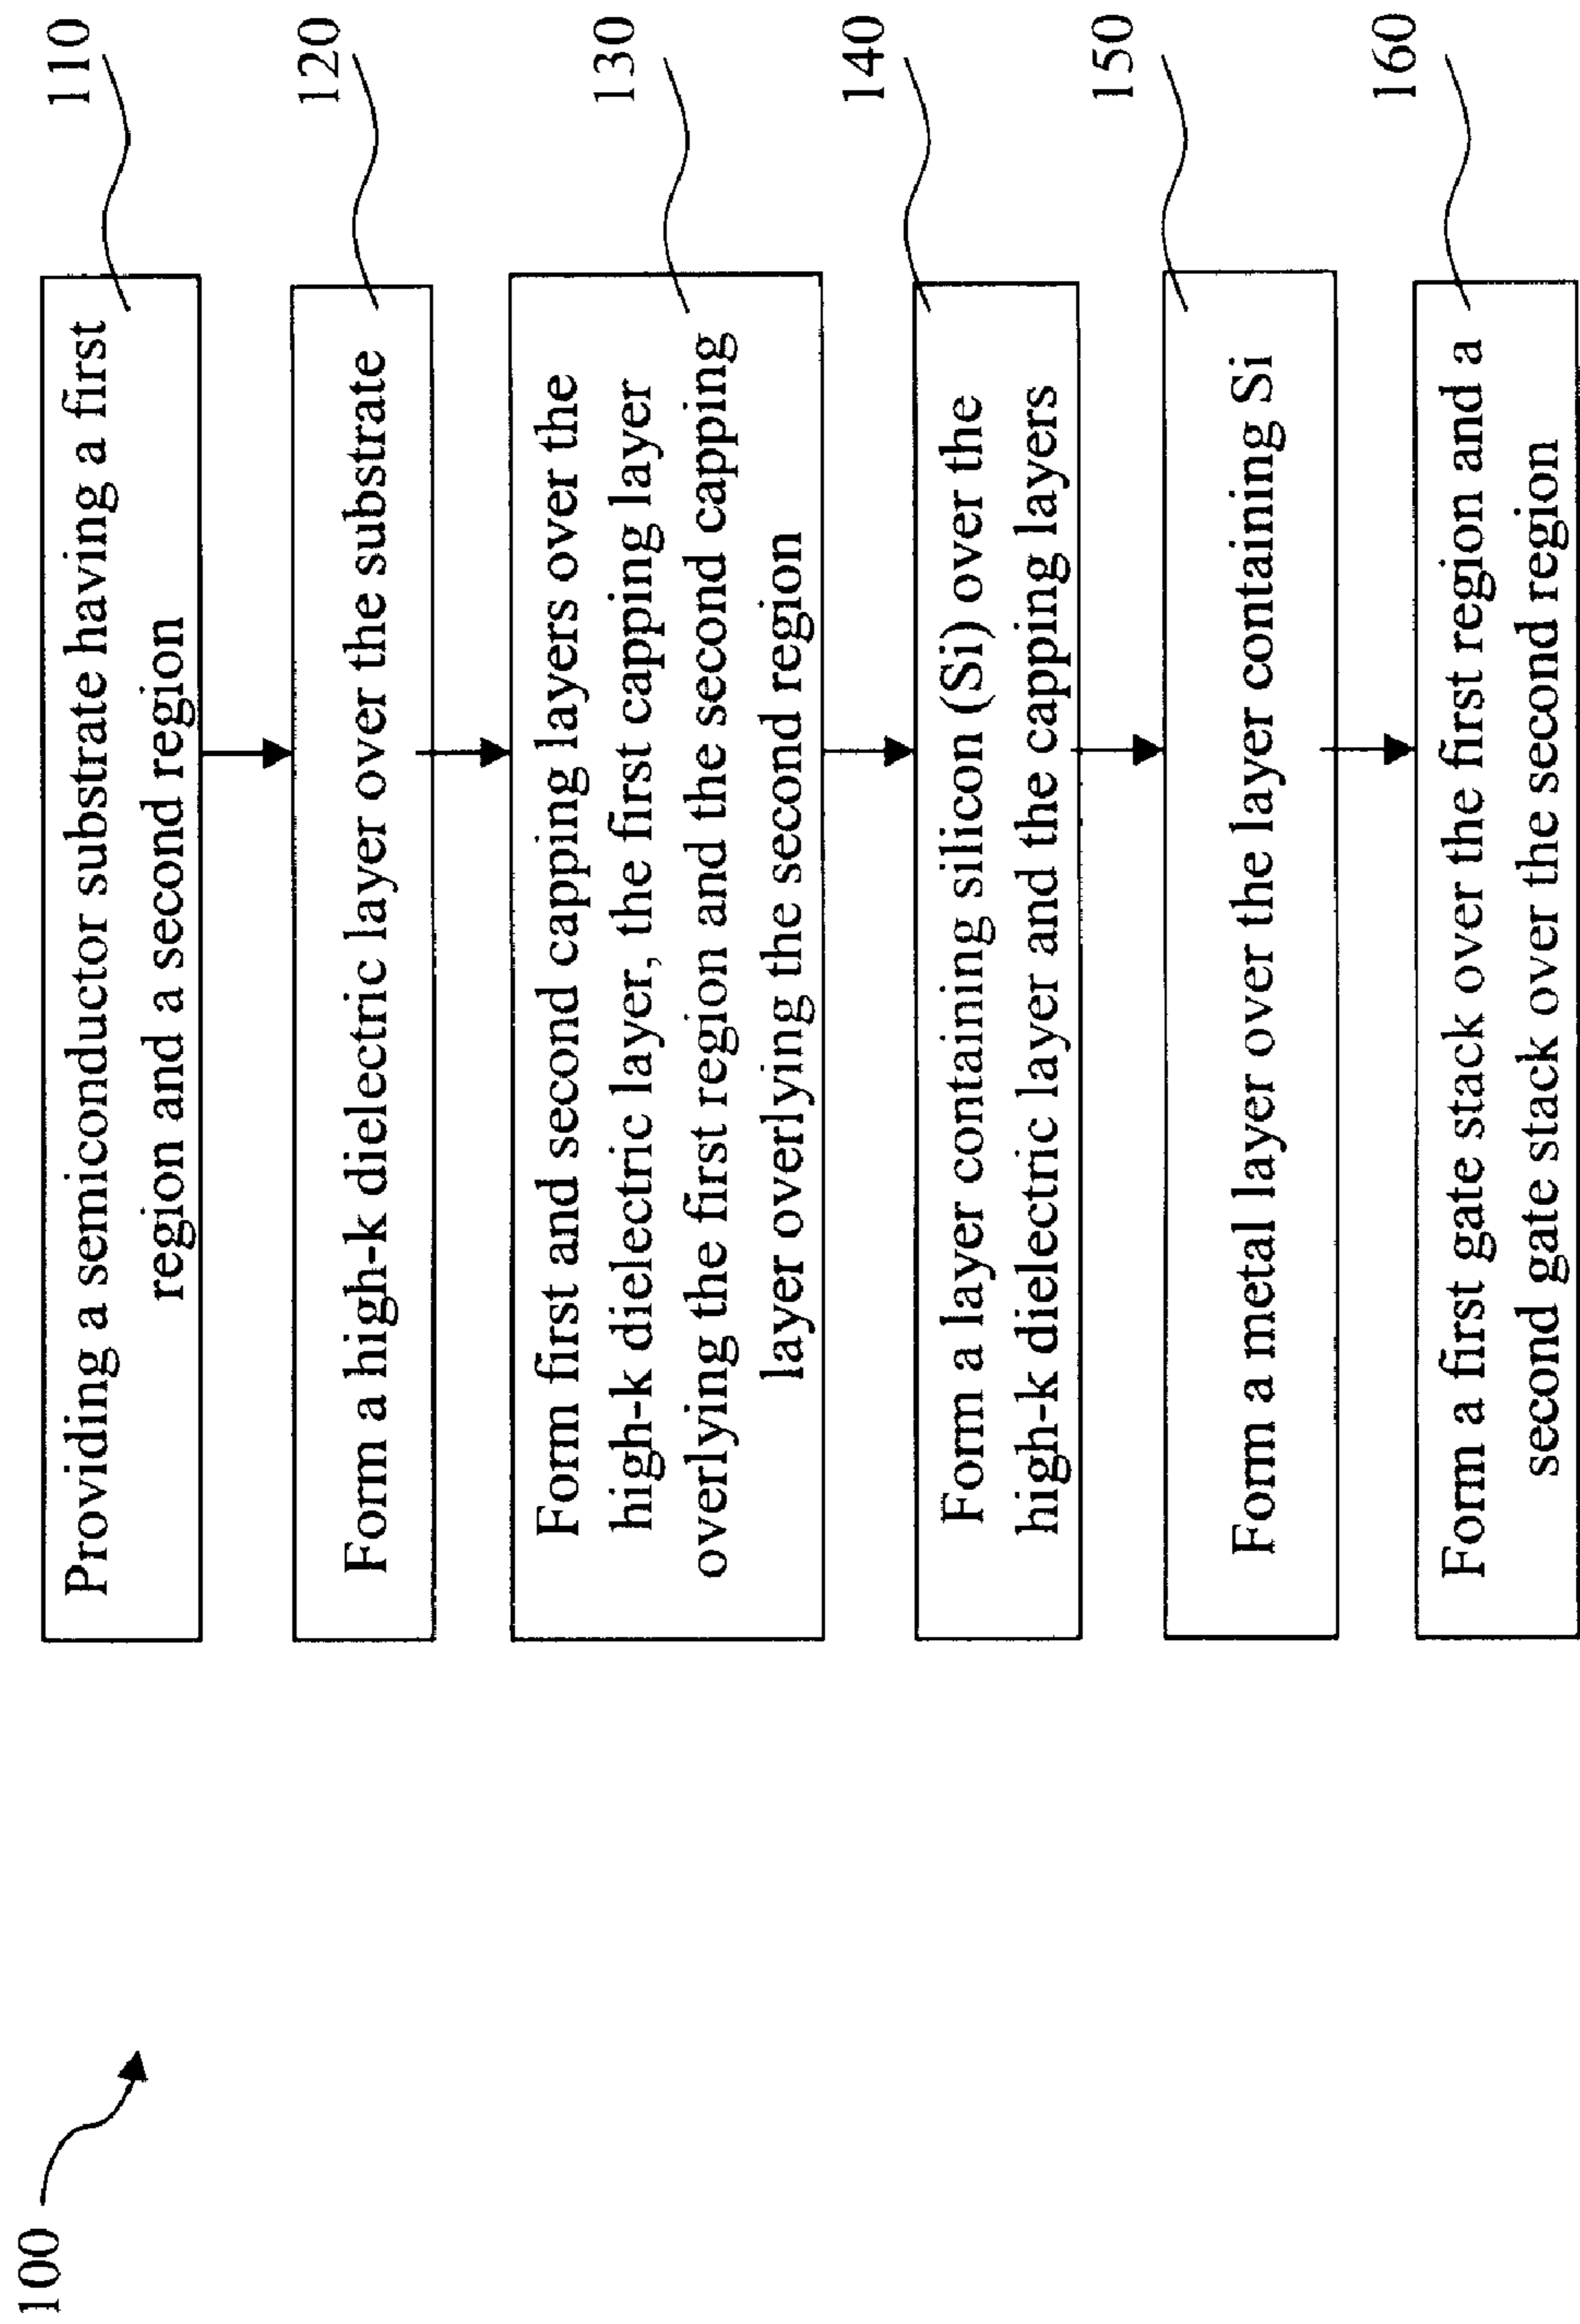 100
Providing a semiconductor substrate having a first
region and a second region
110
Form a high-k dielectric layer over the substrate
120
Form first and second capping layers over the
high-k dielectric layer, the first capping layer
overlying the first region and the second capping
layer overlying the second region
130
Form a layer containing silicon (Si) over the
high-k dielectric layer and the capping layers
140
Form a metal layer over the layer containing Si
150
Form a first gate stack over the first region and a
second gate stack over the second region
160